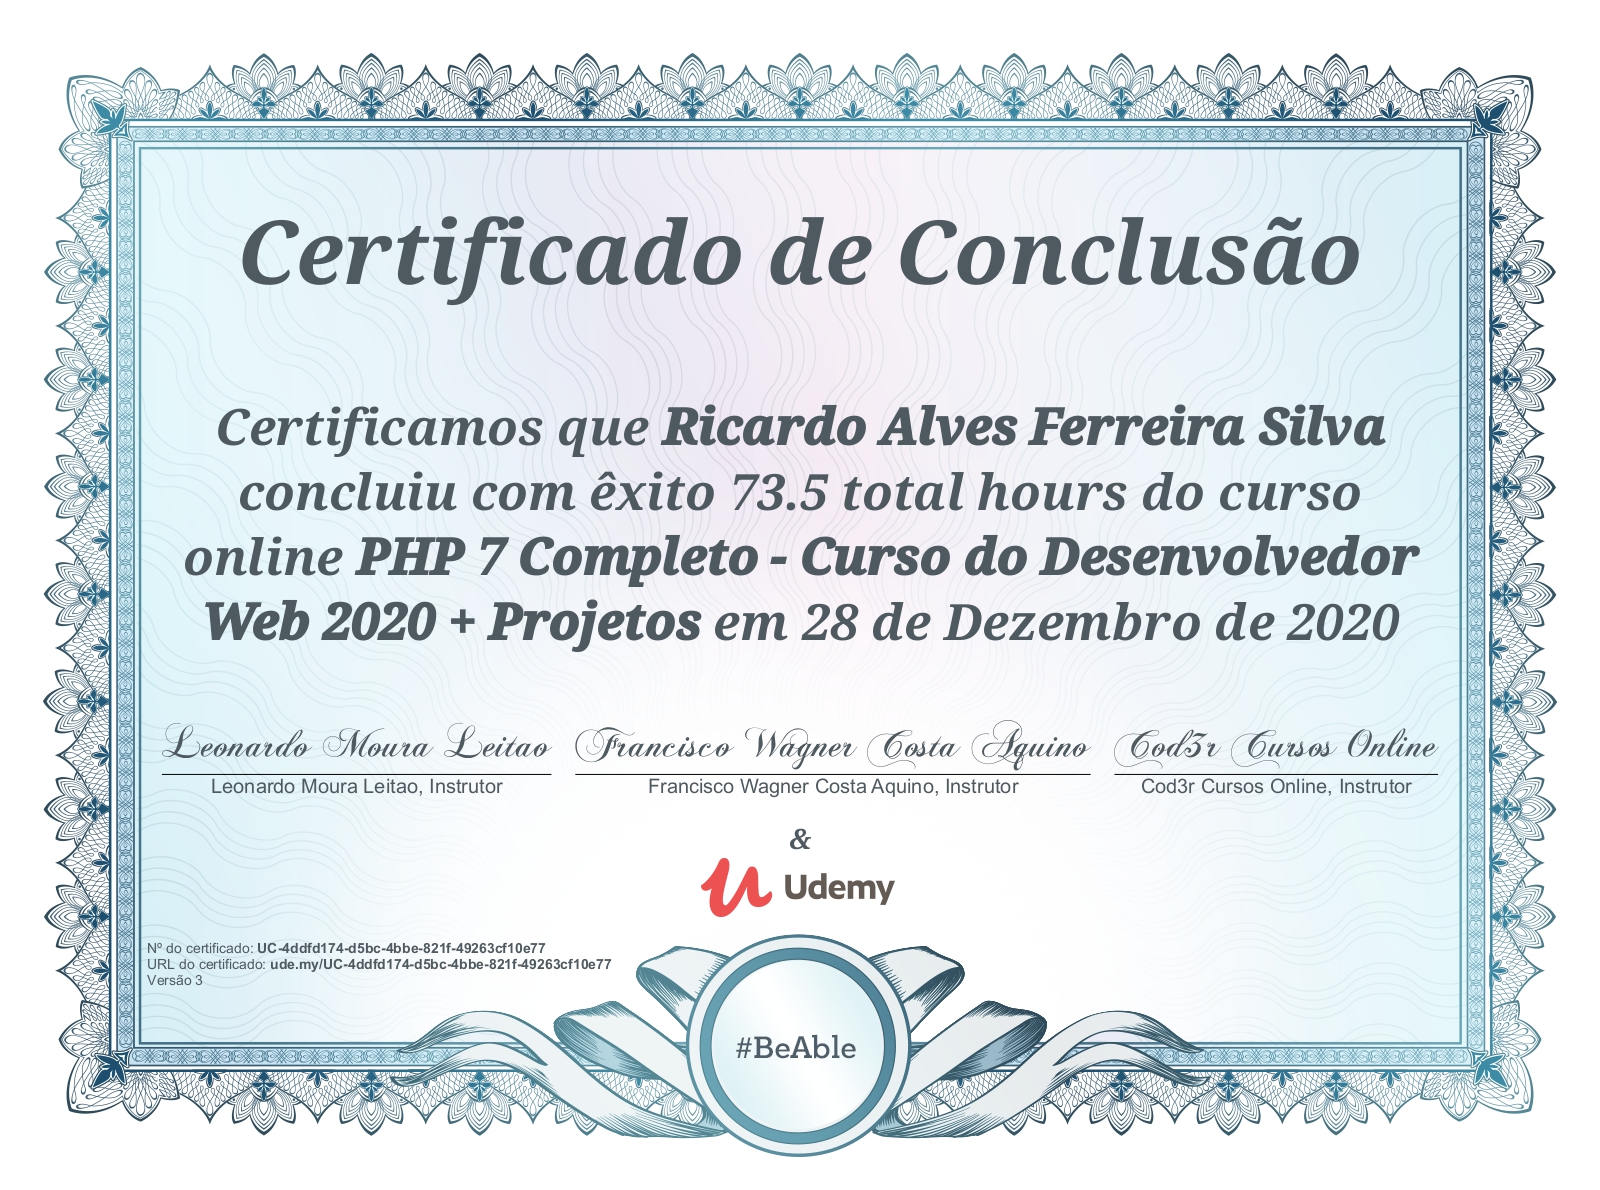 Certificado de Conclusão
Certificamos que Ricardo Alves Ferreira Silva
concluiu com êxito 73.5 total hours do curso
online PHP 7 Completo - Curso do Desenvolvedor
Web 2020 + Projetos em 28 de Dezembro de 2020
Leonardo Moura Leitao Francisco Wagner Costa Aquino Cod3r Cursos Online
Leonardo Moura Leitao, Instrutor Francisco Wagner Costa Aquino, Instrutor Cod3r Cursos Online, Instrutor
&
Udemy
Nº do certificado: UC-4ddfd174-d5bc-4bbe-821f-49263cf10e77
URL do certificado: ude.my/UC-4ddfd174-d5bc-4bbe-821f-49263cf10e77
Versão 3
#BeAble